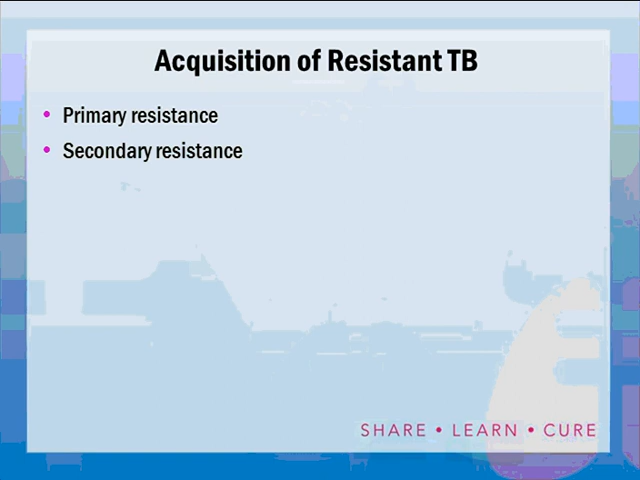 Acquisition of Resistant TB
• Primary resistance
• Secondary resistance
SHARE • LEARN • CURE